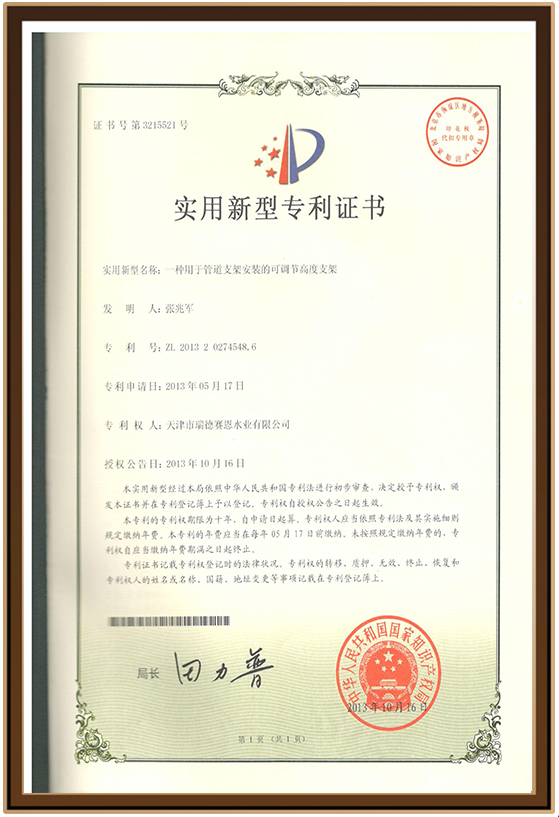 证书号第3215521号
印花税
代扣专用章
实用新型专利证书
实用新型名称：一种用于管道支架安装的可调节高度支架
发明人：张兆军
专利号：ZL 2013 2 0274548.6
专利申请日：2013年05月17日
专利权人：天津市瑞德赛恩水业有限公司
授权公告日：2013年10月16日
本实用新型经过本局依照中华人民共和国专利法进行初步审查，决定授予专利权，颁
发本证书并在专利登记簿上予以登记。专利权自授权公告之日起生效。
本专利的专利权期限为十年，自申请日起算。专利权人应当依照专利法及其实施细则
规定缴纳年费。本专利的年费应当在每年05月17日前缴纳。未按照规定缴纳年费的，专
利权自应当缴纳年费期满之日起终止。
专利证书记载专利权登记时的法律状况。专利权的转移、质押、无效、终止、恢复和
专利权人的姓名或名称、国籍、地址变更等事项记载在专利登记簿上。
局长
田力普
中华人民共和国国家知识产权局
2013年10月16日
第1页（共1页）